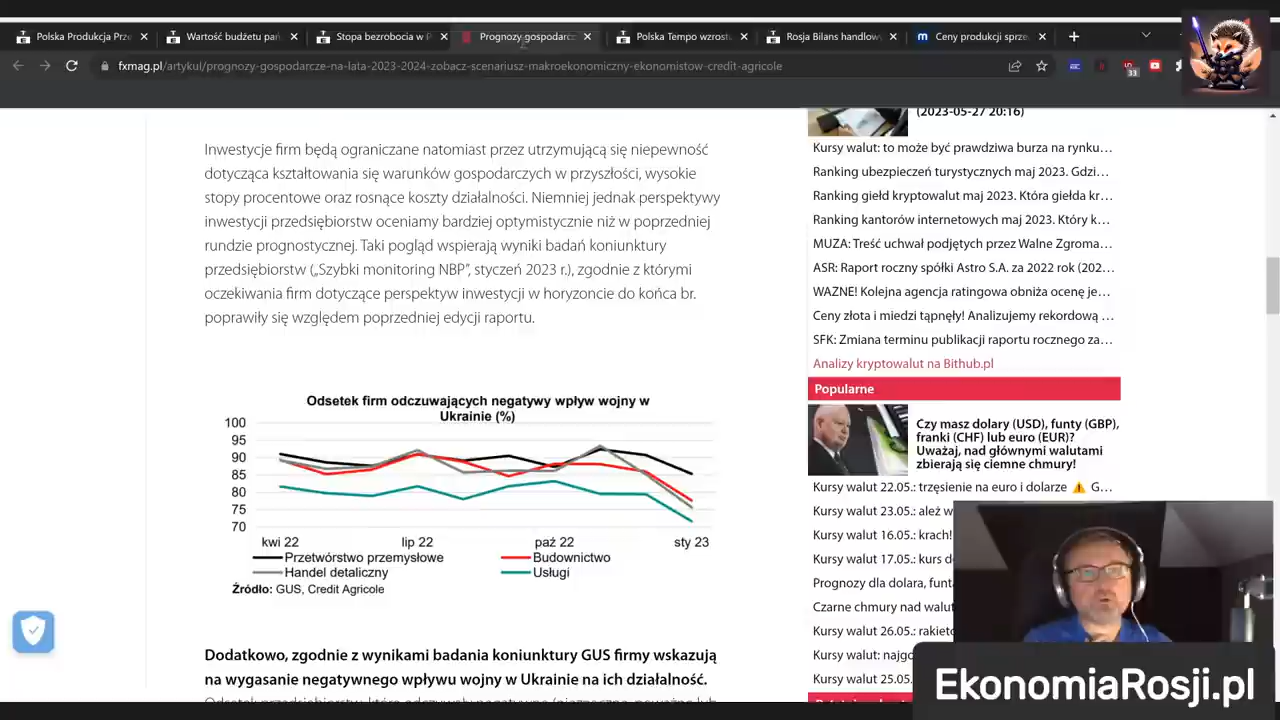 Polska Produkcja Prze
Wartość budżetu pań
Stopa bezrobocia w P
Prognozy gospodarcz
Polska Tempo wzrostu
Rosja Bilans handlowy
Ceny produkcji sprze
fxmag.pl/artykul/prognozy-gospodarcze-na-lata-2023-2024-zobacz-scenariusz-makroekonomiczny-ekonomistow-credit-agricole
33
Inwestycje firm będą ograniczane natomiast przez utrzymującą się niepewność
dotycząca kształtowania się warunków gospodarczych w przyszłości, wysokie
stopy procentowe oraz rosnące koszty działalności. Niemniej jednak perspektywy
inwestycji przedsiębiorstw oceniamy bardziej optymistycznie niż w poprzedniej
rundzie prognostycznej. Taki pogląd wspierają wyniki badań koniunktury
przedsiębiorstw („Szybki monitoring NBP”, styczeń 2023 r.), zgodnie z którymi
oczekiwania firm dotyczące perspektyw inwestycji w horyzoncie do końca br.
poprawiły się względem poprzedniej edycji raportu.
Odsetek firm odczuwających negatywy wpływ wojny w
Ukrainie (%)
100
95
90
85
80
75
70
kwi 22 lip 22 paź 22 sty 23
Przetwórstwo przemysłowe Budownictwo
Handel detaliczny Usługi
Źródło: GUS, Credit Agricole
Dodatkowo, zgodnie z wynikami badania koniunktury GUS firmy wskazują
na wygasanie negatywnego wpływu wojny w Ukrainie na ich działalność.
(2023-05-27 20:16)
Kursy walut: to może być prawdziwa burza na rynku…
Ranking ubezpieczeń turystycznych maj 2023. Gdzi…
Ranking giełd kryptowalut maj 2023. Która giełda kr…
Ranking kantorów internetowych maj 2023. Który k…
MUZA: Treść uchwał podjętych przez Walne Zgroma…
ASR: Raport roczny spółki Astro S.A. za 2022 rok (202…
WAZNE! Kolejna agencja ratingowa obniża ocenę je…
Ceny złota i miedzi tąpnęły! Analizujemy rekordową …
SFK: Zmiana terminu publikacji raportu rocznego za…
Analizy kryptowalut na Bithub.pl
Popularne
Czy masz dolary (USD), funty (GBP),
franki (CHF) lub euro (EUR)?
Uważaj, nad głównymi walutami
zbierają się ciemne chmury!
Kursy walut 22.05.: trzęsienie na euro i dolarze ⚠ G…
Kursy walut 23.05.: ależ w
Kursy walut 16.05.: krach!
Kursy walut 17.05.: kurs d
Prognozy dla dolara, funt
Czarne chmury nad walut
Kursy walut 26.05.: rakiet
Kursy walut: najg
Kursy walut 25.05.
EkonomiaRosji.pl